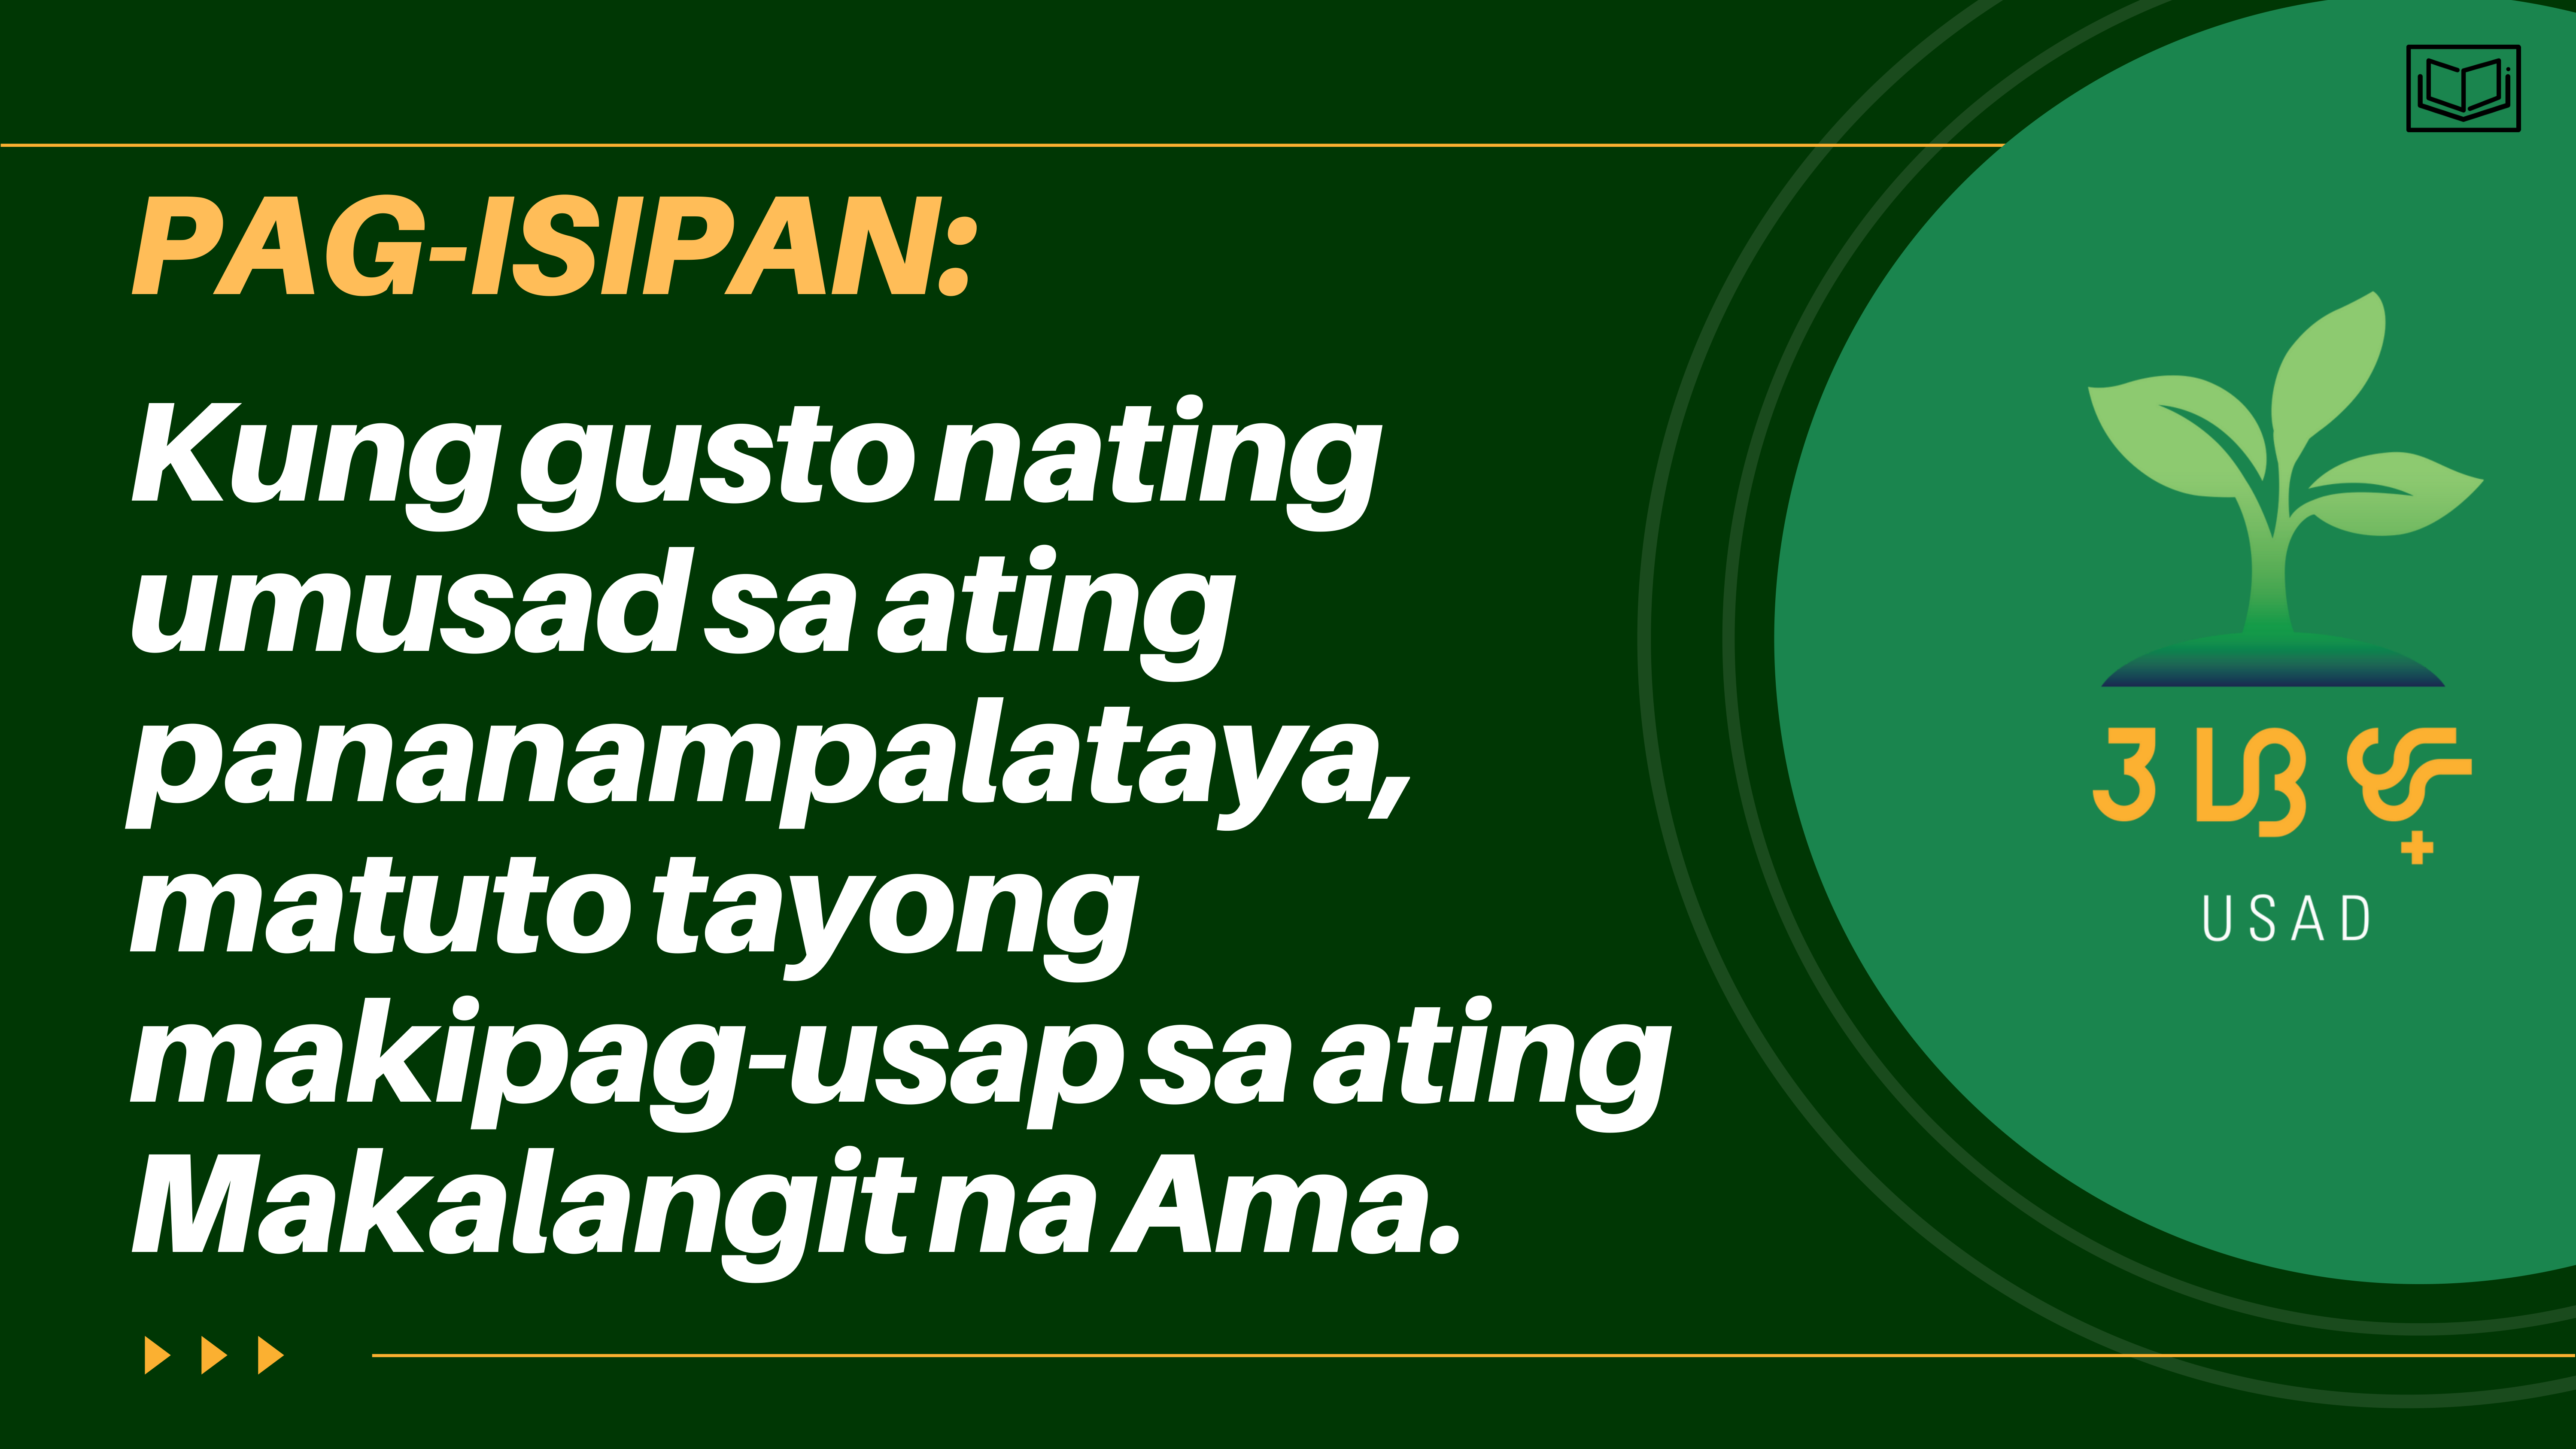 PAG-ISIPAN:
Kung gusto nating
umusad sa ating
pananampalataya,
matuto tayong
makipag-usap sa ating
Makalangit na Ama.
ᜂ ᜐ ᜇ᜔
USAD